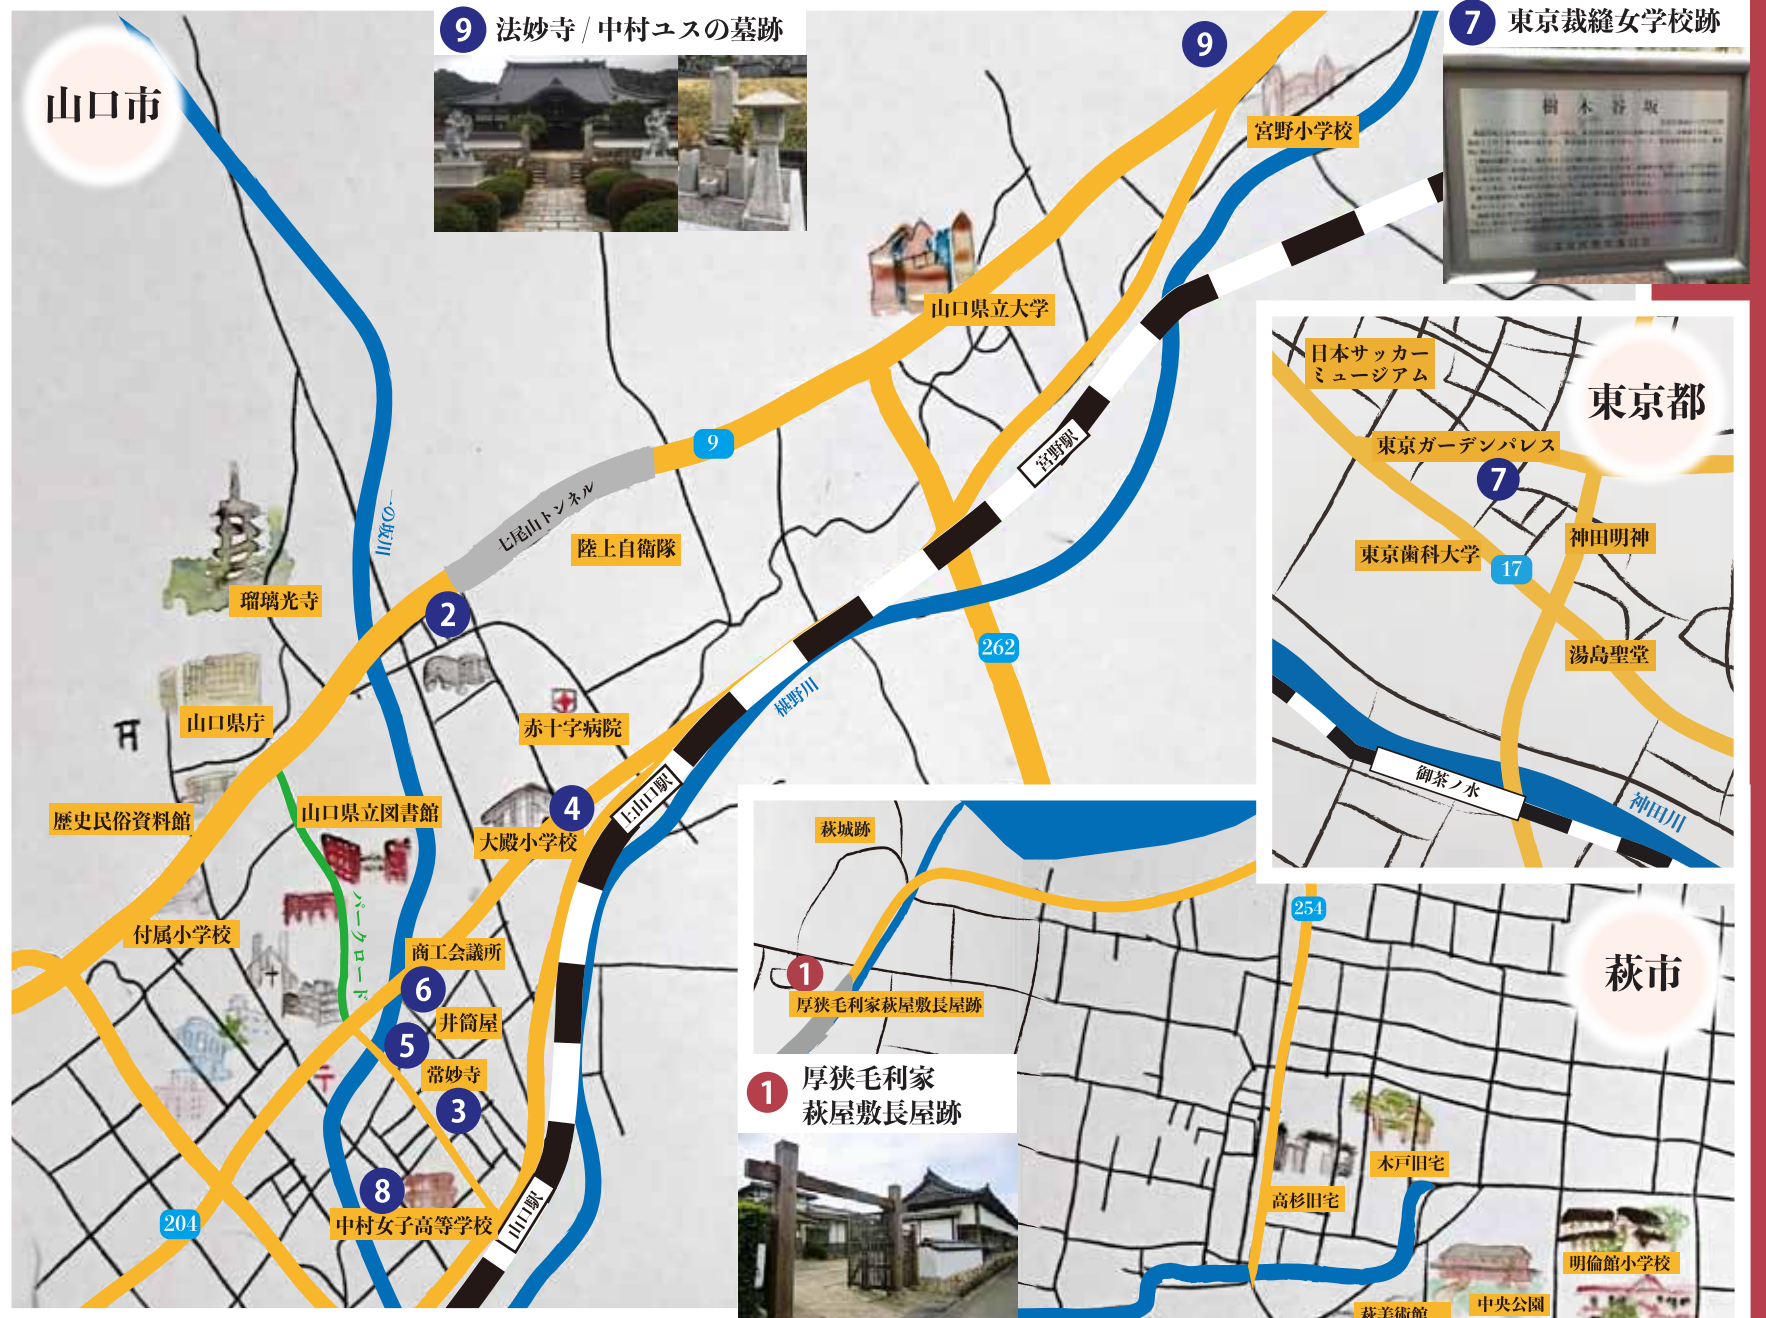 山口市
9 法妙寺 / 中村ユスの墓跡
9
7 東京裁縫女学校跡
樹木谷坂
宮野小学校
山口県立大学
9
七尾山トンネル
宮野駅
陸上自衛隊
一の坂川
瑠璃光寺
2
262
椹野川
山口県庁
赤十字病院
上山口駅
歴史民俗資料館
山口県立図書館
4
大殿小学校
パークロード
付属小学校
商工会議所
6
井筒屋
5
常妙寺
3
8
中村女子高等学校
山口駅
204
東京都
日本サッカー
ミュージアム
東京ガーデンパレス
7
神田明神
東京歯科大学
17
湯島聖堂
御茶ノ水
神田川
萩市
萩城跡
254
1
厚狭毛利家萩屋敷長屋跡
1 厚狭毛利家
萩屋敷長屋跡
木戸旧宅
高杉旧宅
明倫館小学校
中央公園
萩美術館